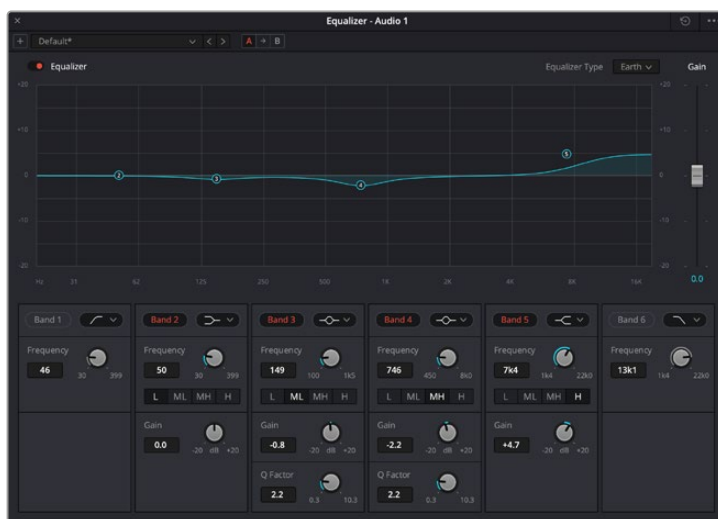 Equalizer - Audio 1
Default*
A B
Equalizer
Equalizer Type Earth Gain
+20 +20
+10 +10
0 0
-10 -10
-20 -20
2 3 4 5
Hz 31 62 125 250 500 1K 2K 4K 8K 16K
0.0
Band 1 Band 2 Band 3 Band 4 Band 5 Band 6
Frequency Frequency Frequency Frequency Frequency Frequency
46 50 149 746 7k4 13k1
30 399 30 399 100 1k5 450 8k0 1k4 22k0 1k4 22k0
L ML MH H L ML MH H L ML MH H L ML MH H
Gain Gain Gain Gain
0.0 -0.8 -2.2 +4.7
-20 dB +20 -20 dB +20 -20 dB +20 -20 dB +20
Q Factor Q Factor
2.2 2.2
0.3 10.3 0.3 10.3